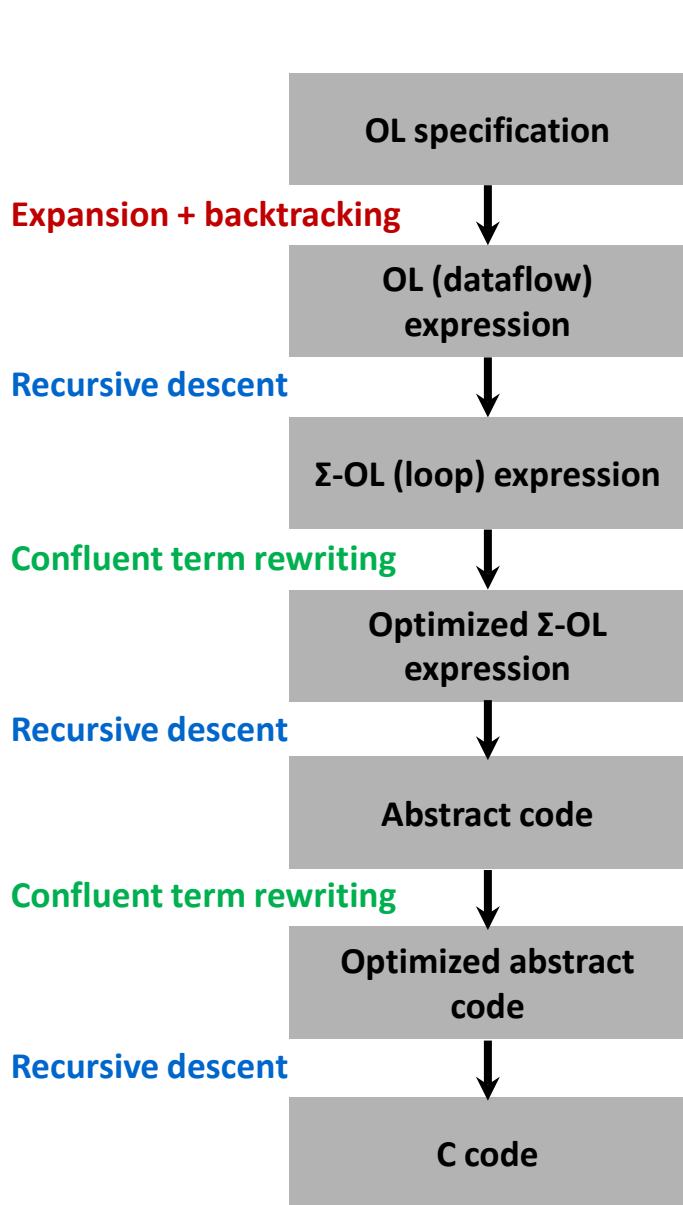 OL specification
Expansion + backtracking
OL (dataflow)
expression
Recursive descent
Σ-OL (loop) expression
Confluent term rewriting
Optimized Σ-OL
expression
Recursive descent
Abstract code
Confluent term rewriting
Optimized abstract
code
Recursive descent
C code